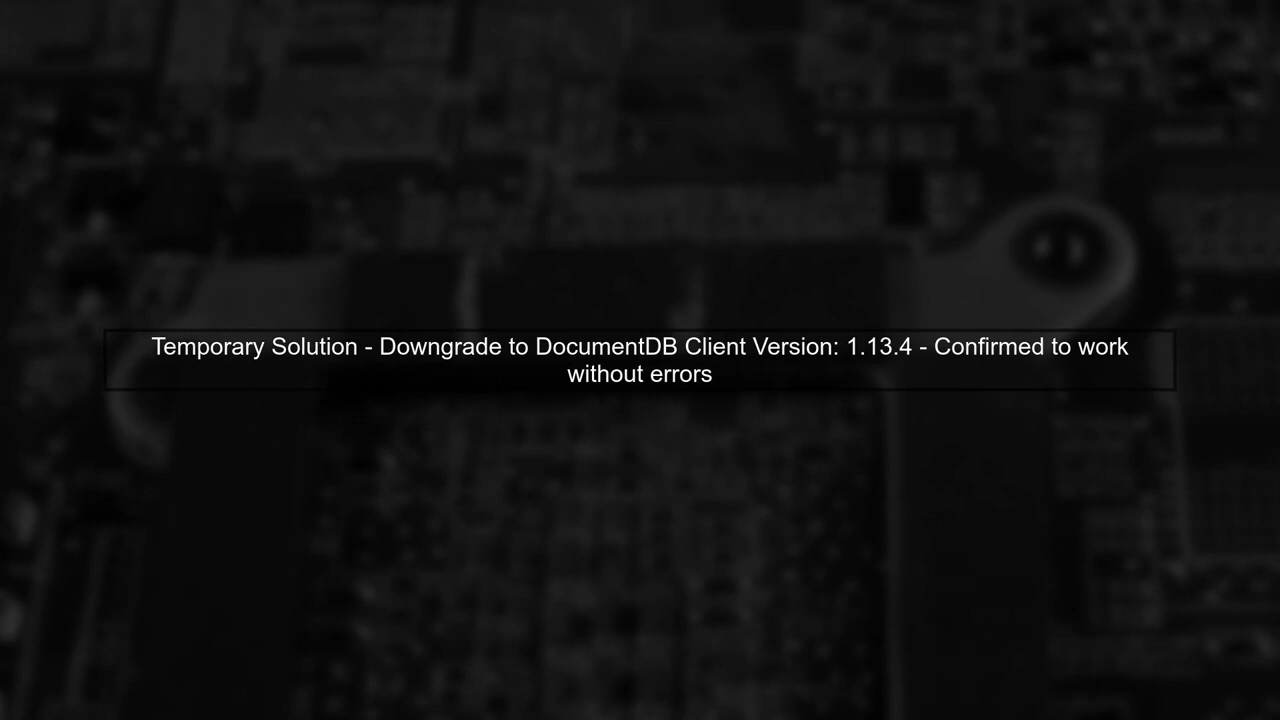 Temporary Solution - Downgrade to DocumentDB Client Version: 1.13.4 - Confirmed to work
without errors